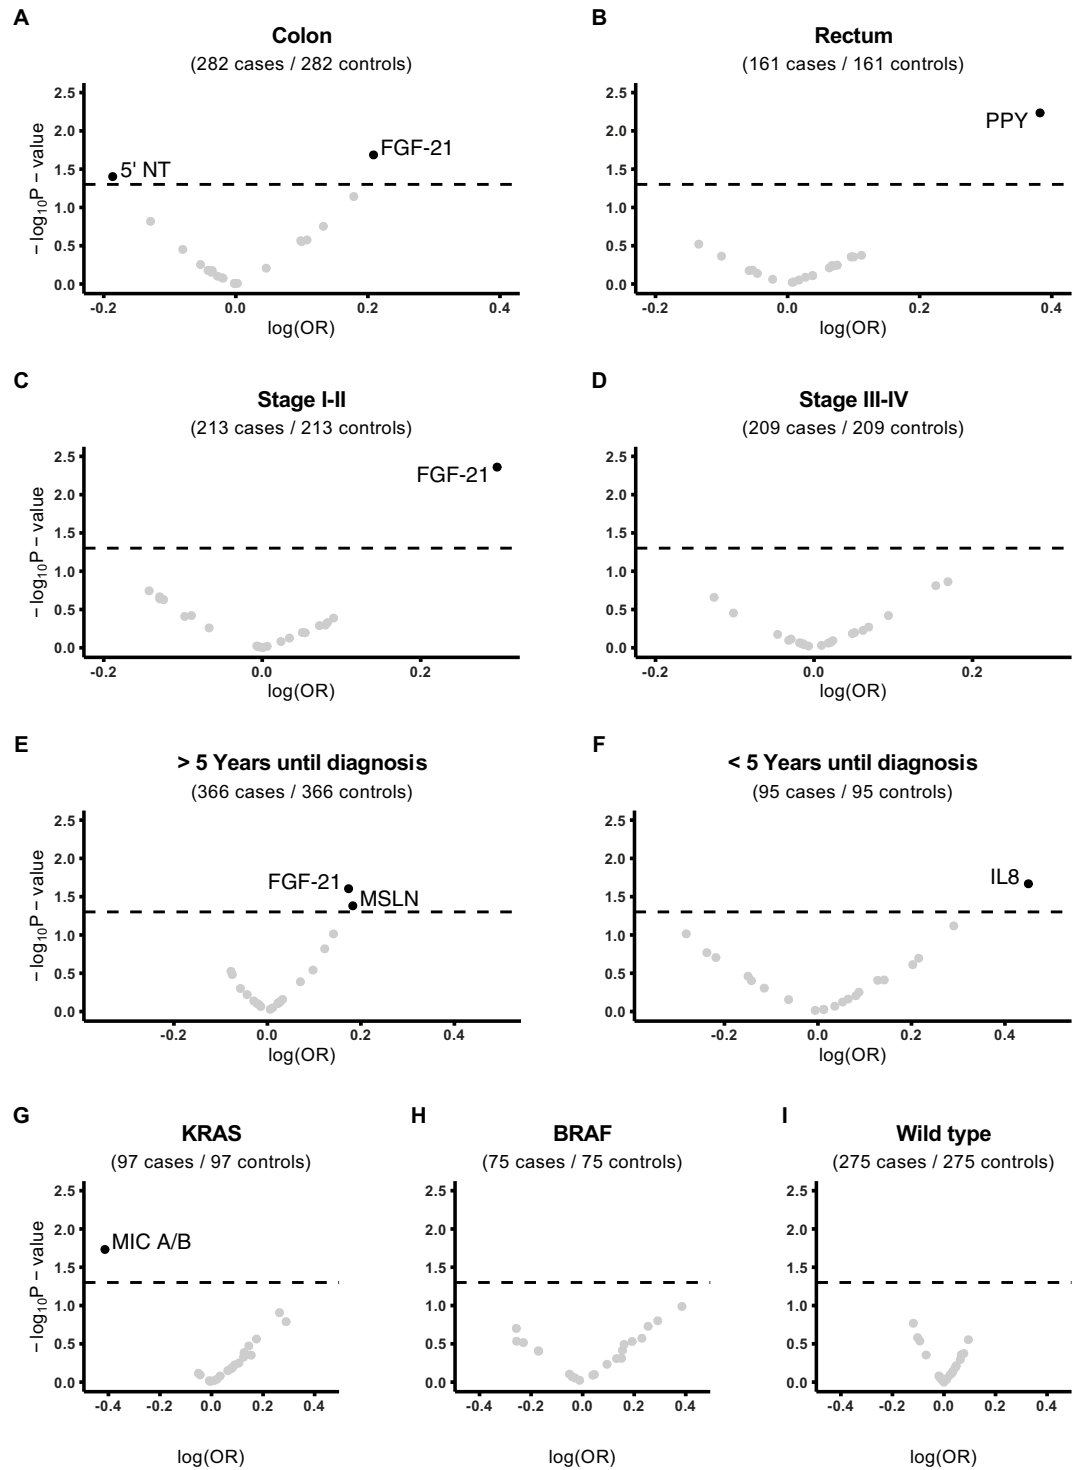 A
Colon
(282 cases / 282 controls)
− log10P − value
2.5
2.0
1.5
1.0
0.5
0.0
5' NT
FGF-21
-0.2
0.0
0.2
0.4
log(OR)
B
Rectum
(161 cases / 161 controls)
2.5
2.0
1.5
1.0
0.5
0.0
PPY
-0.2
0.0
0.2
0.4
log(OR)
C
Stage I-II
(213 cases / 213 controls)
− log10P − value
2.5
2.0
1.5
1.0
0.5
0.0
FGF-21
-0.2
0.0
0.2
log(OR)
D
Stage III-IV
(209 cases / 209 controls)
2.5
2.0
1.5
1.0
0.5
0.0
-0.2
0.0
0.2
log(OR)
E
> 5 Years until diagnosis
(366 cases / 366 controls)
− log10P − value
2.5
2.0
1.5
1.0
0.5
0.0
FGF-21
MSLN
-0.2
0.0
0.2
0.4
log(OR)
F
< 5 Years until diagnosis
(95 cases / 95 controls)
2.5
2.0
1.5
1.0
0.5
0.0
IL8
-0.2
0.0
0.2
0.4
log(OR)
G
KRAS
(97 cases / 97 controls)
− log10P − value
2.5
2.0
1.5
1.0
0.5
0.0
MIC A/B
-0.4
-0.2
0.0
0.2
0.4
log(OR)
H
BRAF
(75 cases / 75 controls)
2.5
2.0
1.5
1.0
0.5
0.0
-0.4
-0.2
0.0
0.2
0.4
log(OR)
I
Wild type
(275 cases / 275 controls)
2.5
2.0
1.5
1.0
0.5
0.0
-0.4
-0.2
0.0
0.2
0.4
log(OR)